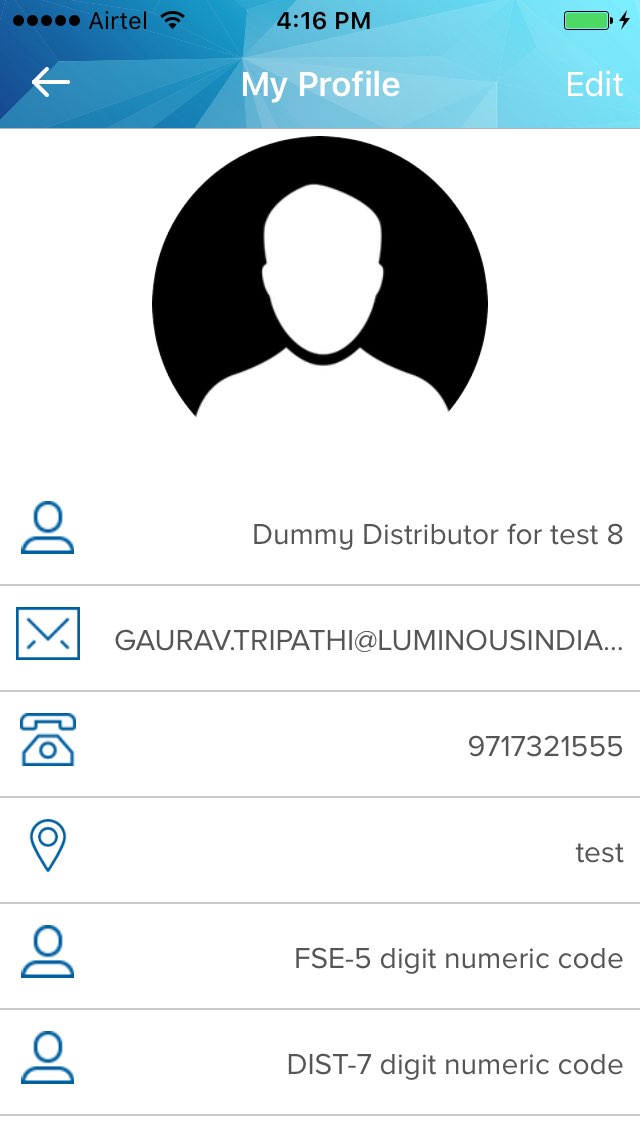 Airtel 4:16 PM
My Profile Edit
Dummy Distributor for test 8
GAURAV.TRIPATHI@LUMINOUSINDIA...
9717321555
test
FSE-5 digit numeric code
DIST-7 digit numeric code